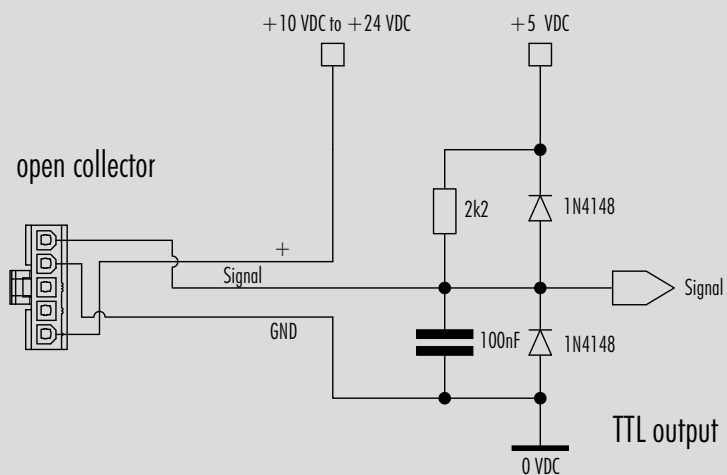 +10 VDC to +24 VDC
+5 VDC
open collector
2k2
1N4148
+
Signal
Signal
GND
100nF
1N4148
TTL output
0 VDC